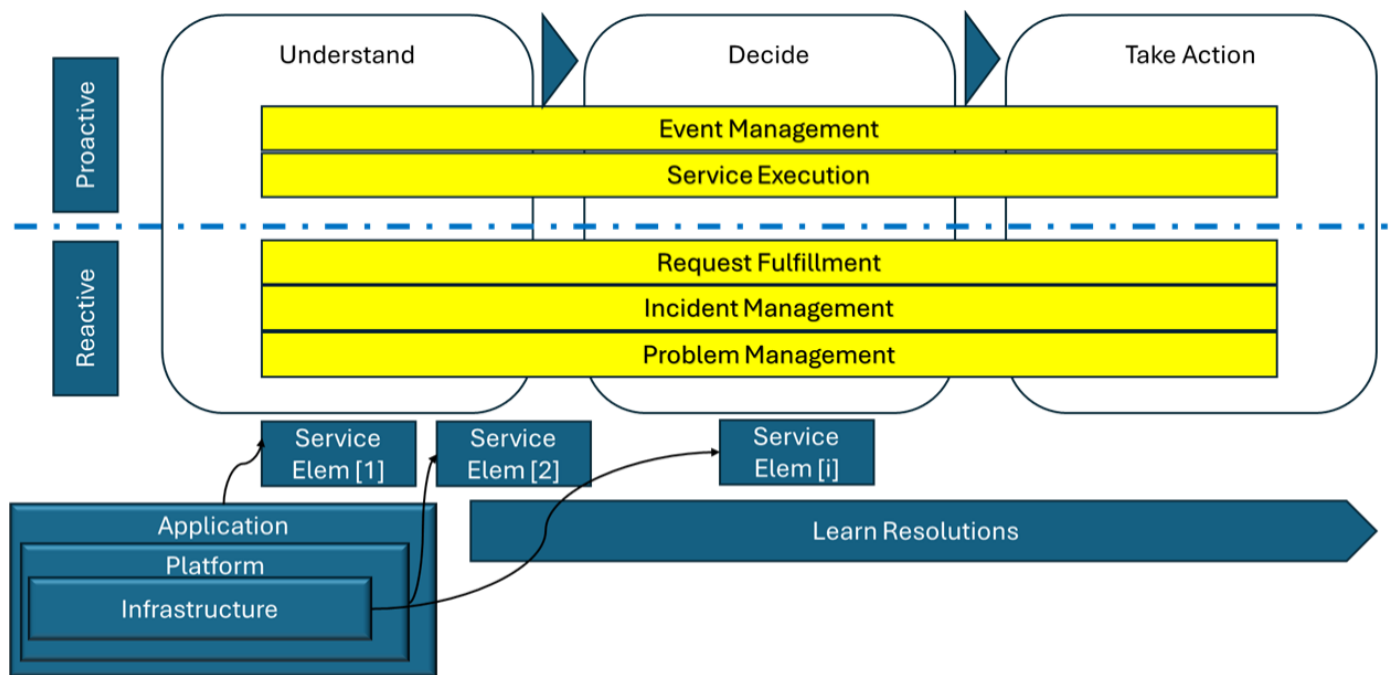 Understand
Decide
Take Action
Proactive
Event Management
Service Execution
Reactive
Request Fulfillment
Incident Management
Problem Management
Service
Elem [1]
Service
Elem [2]
Service
Elem [i]
Application
Platform
Infrastructure
Learn Resolutions